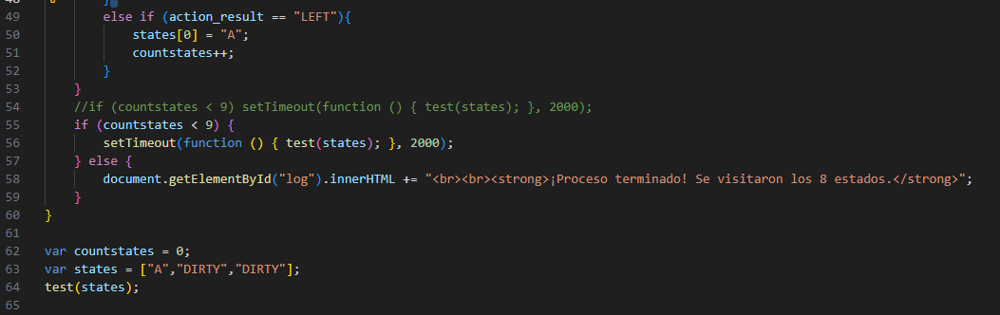 48 }
49 else if (action_result == "LEFT"){
50 states[0] = "A";
51 countstates++;
52 }
53 }
54 //if (countstates < 9) setTimeout(function () { test(states); }, 2000);
55 if (countstates < 9) {
56 setTimeout(function () { test(states); }, 2000);
57 } else {
58 document.getElementById("log").innerHTML += "<br><br><strong>¡Proceso terminado! Se visitaron los 8 estados.</strong>";
59 }
60 }
61
62 var countstates = 0;
63 var states = ["A","DIRTY","DIRTY"];
64 test(states);
65